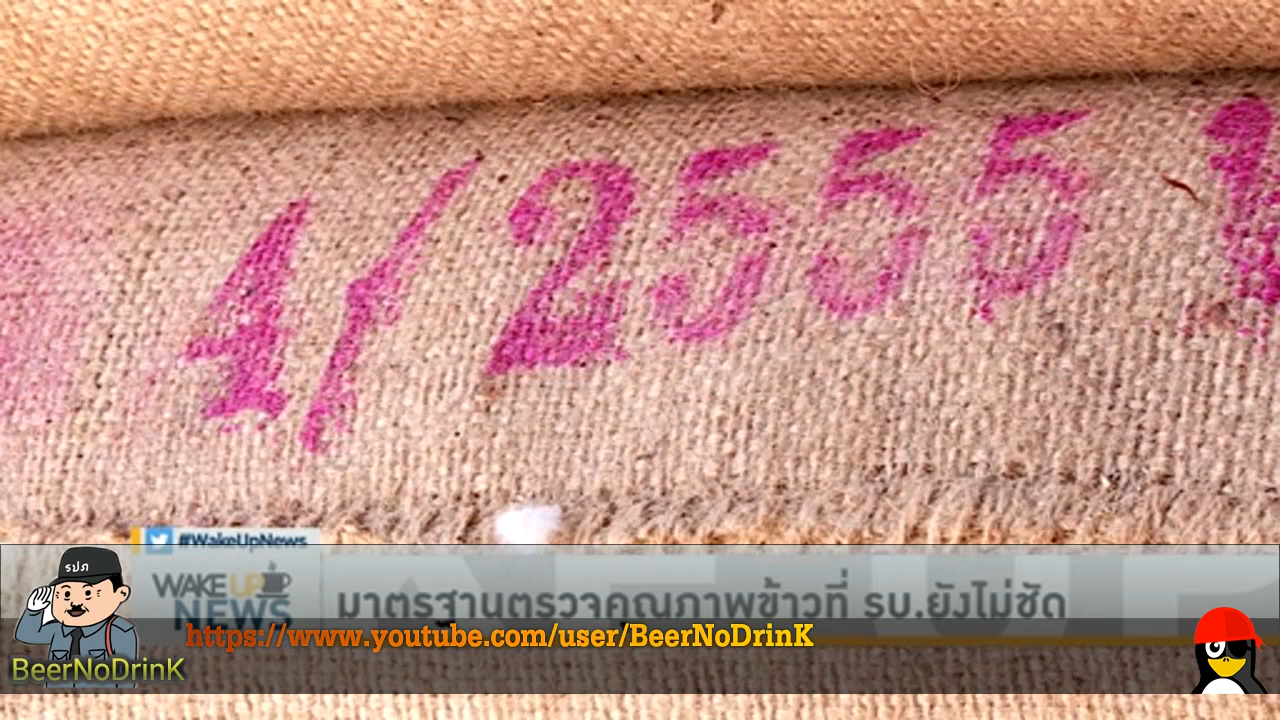 4/2555
#WakeUpNews
WAKE UP
NEWS
มาตรฐานตรวจคุณภาพข้าวที่ รบ.ยังไม่ชัด
รปภ
https://www.youtube.com/user/BeerNoDrinK
BeerNoDrinK